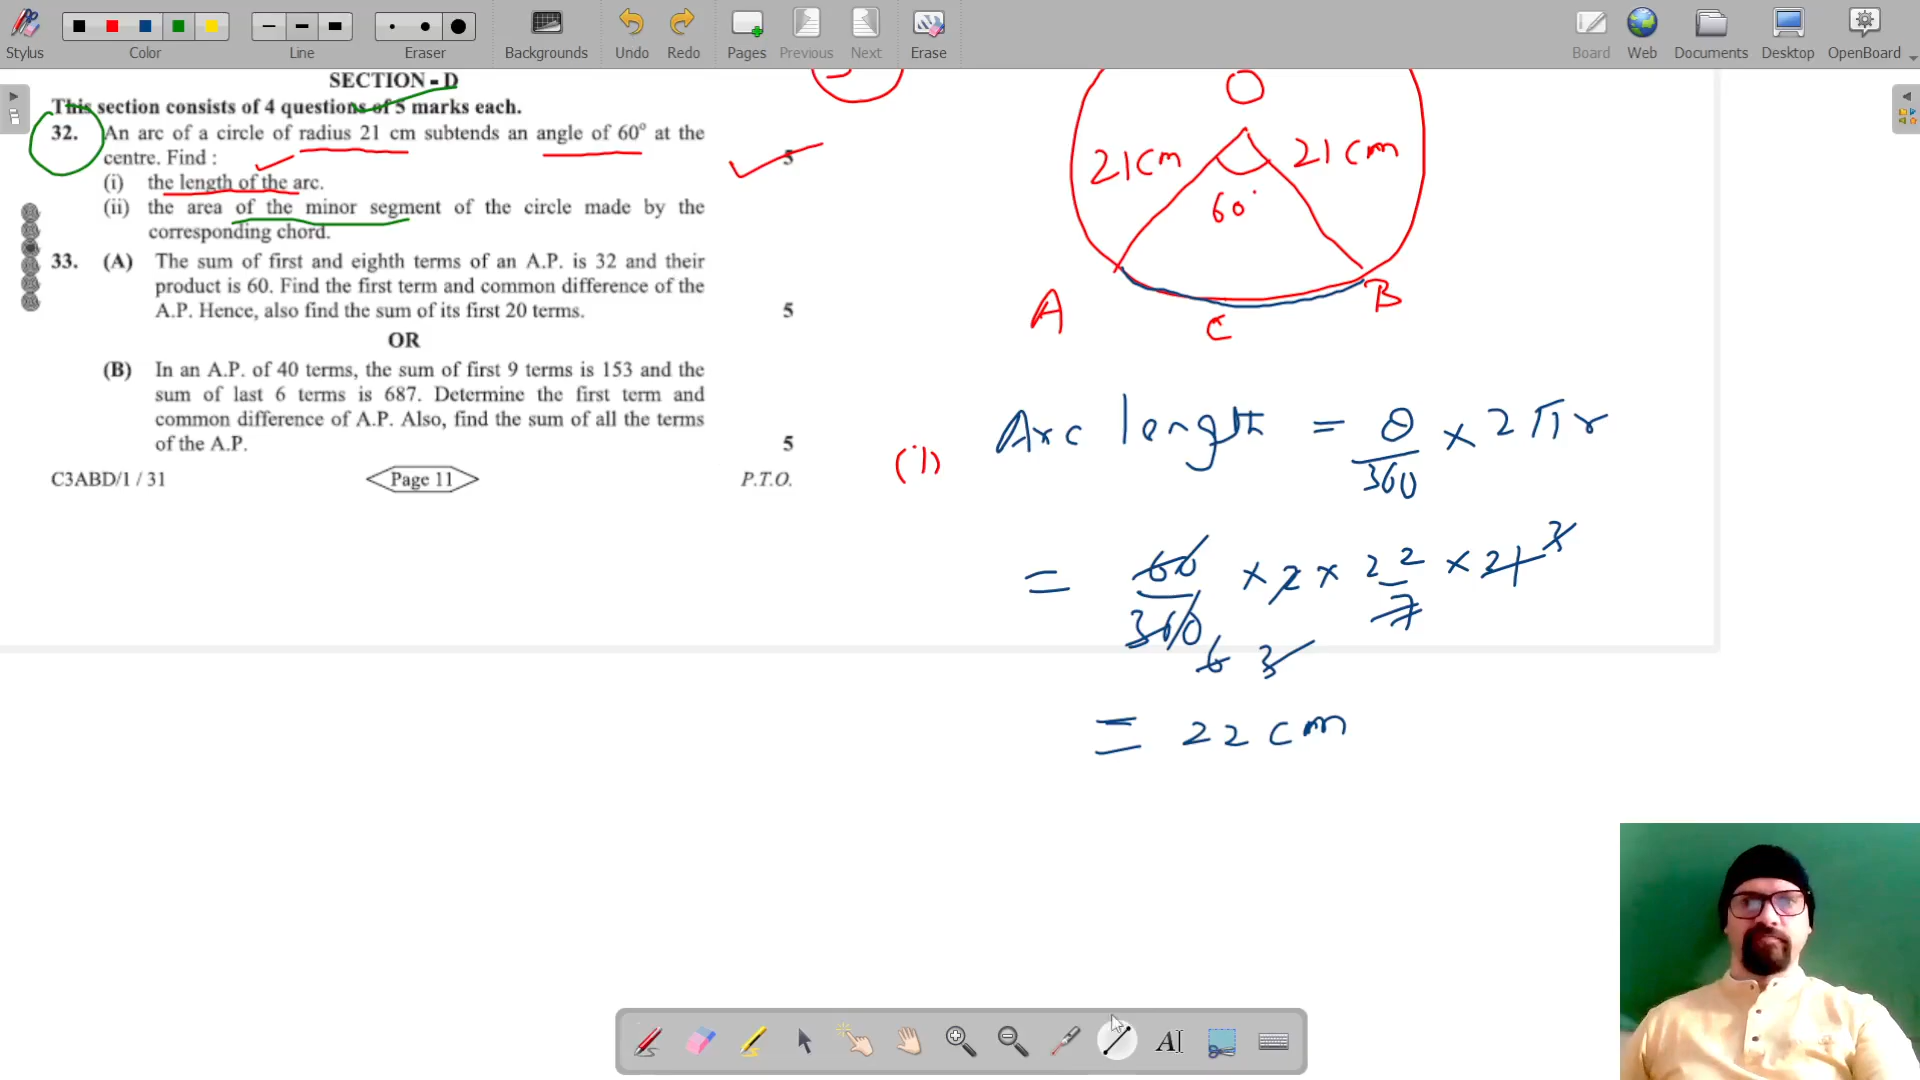 Stylus Color Line Eraser Backgrounds Undo Redo Pages Previous Next Erase Board Web Documents Desktop OpenBoard
SECTION - D
This section consists of 4 questions of 5 marks each.
32. An arc of a circle of radius 21 cm subtends an angle of 60° at the
centre. Find : 5
(i) the length of the arc.
(ii) the area of the minor segment of the circle made by the
corresponding chord.
33. (A) The sum of first and eighth terms of an A.P. is 32 and their
product is 60. Find the first term and common difference of the
A.P. Hence, also find the sum of its first 20 terms. 5
OR
(B) In an A.P. of 40 terms, the sum of first 9 terms is 153 and the
sum of last 6 terms is 687. Determine the first term and
common difference of A.P. Also, find the sum of all the terms
of the A.P. 5
C3ABD/1 / 31 Page 11 P.T.O.
O
21cm 21cm
60°
A B
C
(i) Arc length = θ/360 × 2πr
= 60/360 × 2 × 22/7 × 21 3
6 3
= 22 cm
AI